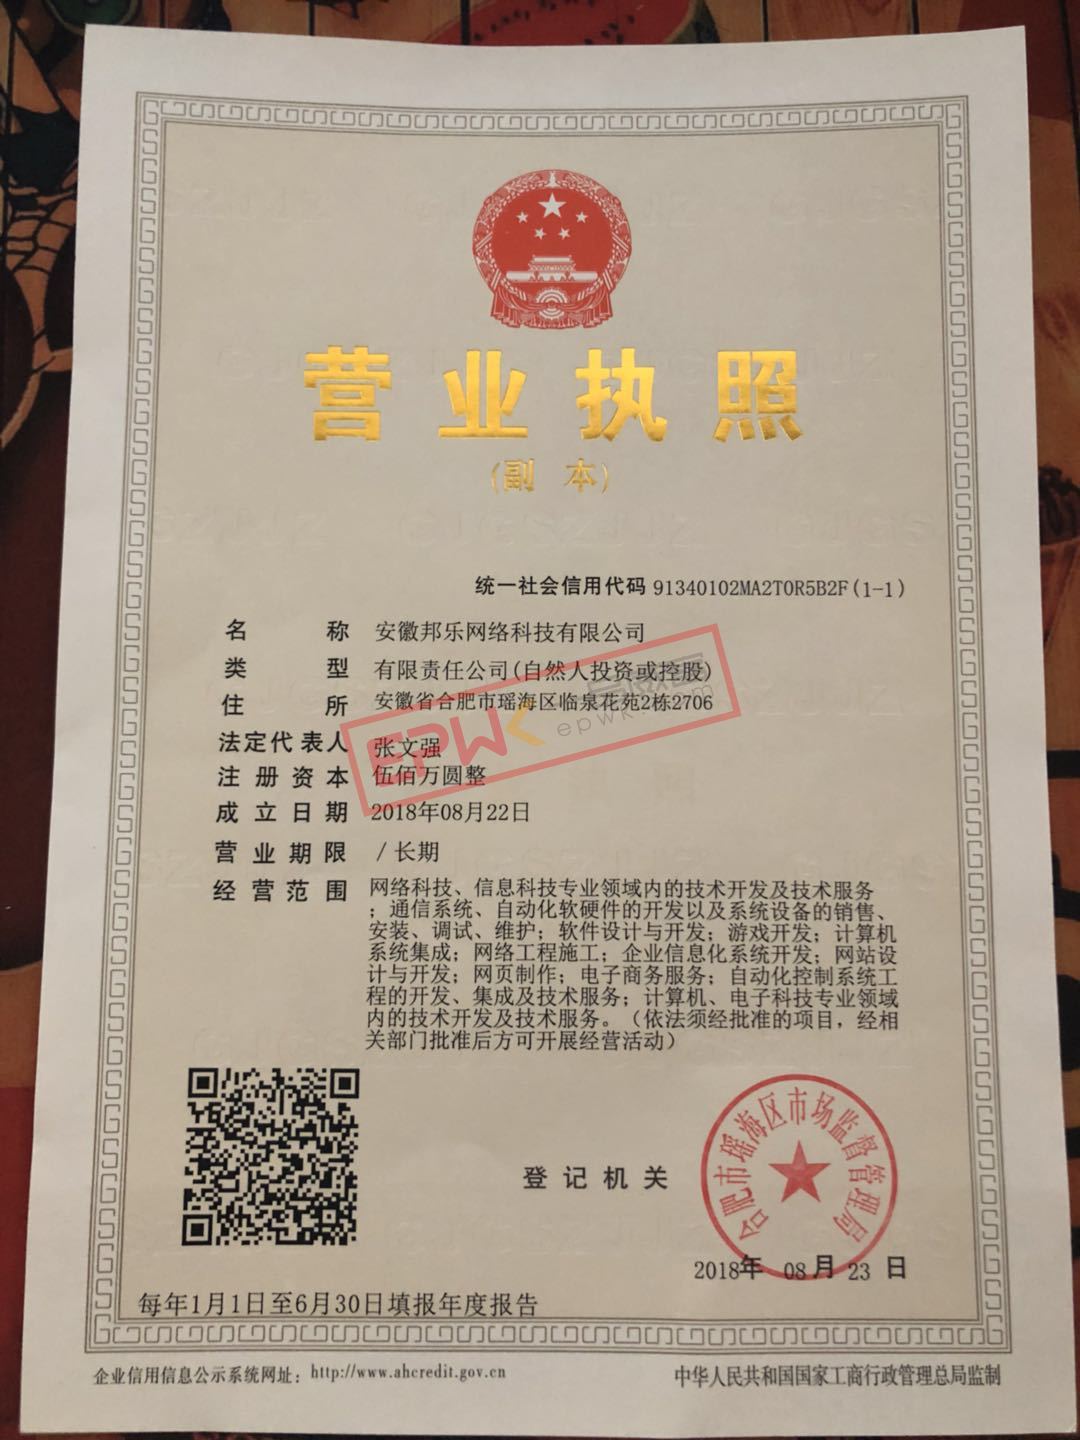 营业执照
(副 本)
统一社会信用代码 91340102MA2T0R5B2F(1-1)
名 称 安徽邦乐网络科技有限公司
类 型 有限责任公司(自然人投资或控股)
住 所 安徽省合肥市瑶海区临泉花苑2栋2706
法定代表人 张文强
注册资本 伍佰万圆整
成立日期 2018年08月22日
营业期限 /长期
经营范围 网络科技、信息科技专业领域内的技术开发及技术服务
；通信系统、自动化软硬件的开发以及系统设备的销售、
安装、调试、维护；软件设计与开发；游戏开发；计算机
系统集成；网络工程施工；企业信息化系统开发；网站设
计与开发；网页制作；电子商务服务；自动化控制系统工
程的开发、集成及技术服务；计算机、电子科技专业领域
内的技术开发及技术服务。（依法须经批准的项目，经相
关部门批准后方可开展经营活动）
EPWK
epwk.com
登记机关
合肥市瑶海区市场监督管理局
2018年 08月 23 日
每年1月1日至6月30日填报年度报告
企业信用信息公示系统网址：http://www.ahcredit.gov.cn
中华人民共和国国家工商行政管理总局监制